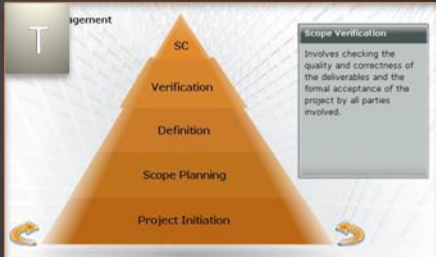 T
agement
SC
Verification
Definition
Scope Planning
Project Initiation
Scope Verification
Involves checking the
quality and correctness of
the deliverables and the
formal acceptance of the
project by all parties
involved.